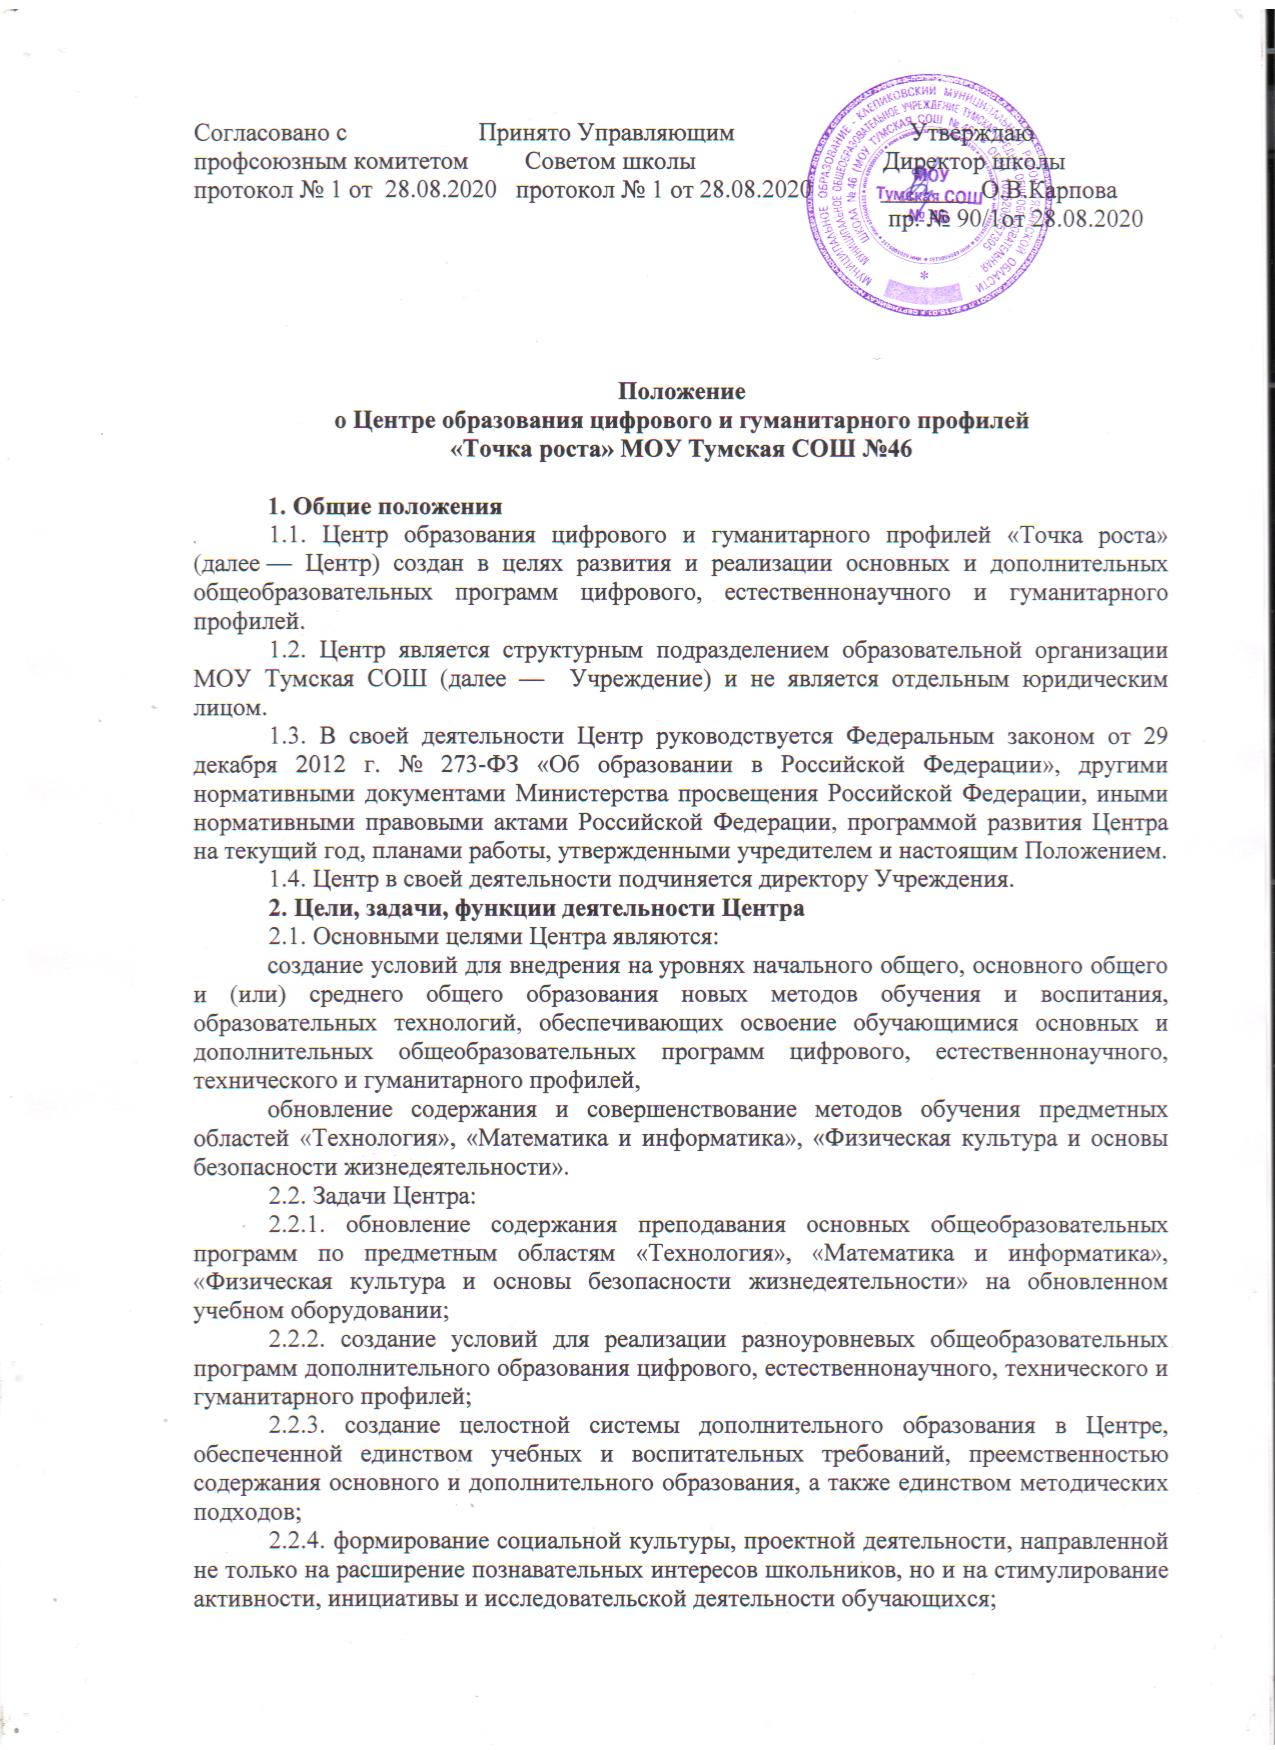 Согласовано с Принято Управляющим Утверждаю
профсоюзным комитетом Советом школы Директор школы
протокол № 1 от 28.08.2020 протокол № 1 от 28.08.2020 О.В.Карпова
пр. № 90/1от 28.08.2020
МОУ
Тумская СОШ
№ 46
Положение
о Центре образования цифрового и гуманитарного профилей
«Точка роста» МОУ Тумская СОШ №46
1. Общие положения
1.1. Центр образования цифрового и гуманитарного профилей «Точка роста»
(далее — Центр) создан в целях развития и реализации основных и дополнительных
общеобразовательных программ цифрового, естественнонаучного и гуманитарного
профилей.
1.2. Центр является структурным подразделением образовательной организации
МОУ Тумская СОШ (далее — Учреждение) и не является отдельным юридическим
лицом.
1.3. В своей деятельности Центр руководствуется Федеральным законом от 29
декабря 2012 г. № 273-ФЗ «Об образовании в Российской Федерации», другими
нормативными документами Министерства просвещения Российской Федерации, иными
нормативными правовыми актами Российской Федерации, программой развития Центра
на текущий год, планами работы, утвержденными учредителем и настоящим Положением.
1.4. Центр в своей деятельности подчиняется директору Учреждения.
2. Цели, задачи, функции деятельности Центра
2.1. Основными целями Центра являются:
создание условий для внедрения на уровнях начального общего, основного общего
и (или) среднего общего образования новых методов обучения и воспитания,
образовательных технологий, обеспечивающих освоение обучающимися основных и
дополнительных общеобразовательных программ цифрового, естественнонаучного,
технического и гуманитарного профилей,
обновление содержания и совершенствование методов обучения предметных
областей «Технология», «Математика и информатика», «Физическая культура и основы
безопасности жизнедеятельности».
2.2. Задачи Центра:
2.2.1. обновление содержания преподавания основных общеобразовательных
программ по предметным областям «Технология», «Математика и информатика»,
«Физическая культура и основы безопасности жизнедеятельности» на обновленном
учебном оборудовании;
2.2.2. создание условий для реализации разноуровневых общеобразовательных
программ дополнительного образования цифрового, естественнонаучного, технического и
гуманитарного профилей;
2.2.3. создание целостной системы дополнительного образования в Центре,
обеспеченной единством учебных и воспитательных требований, преемственностью
содержания основного и дополнительного образования, а также единством методических
подходов;
2.2.4. формирование социальной культуры, проектной деятельности, направленной
не только на расширение познавательных интересов школьников, но и на стимулирование
активности, инициативы и исследовательской деятельности обучающихся;